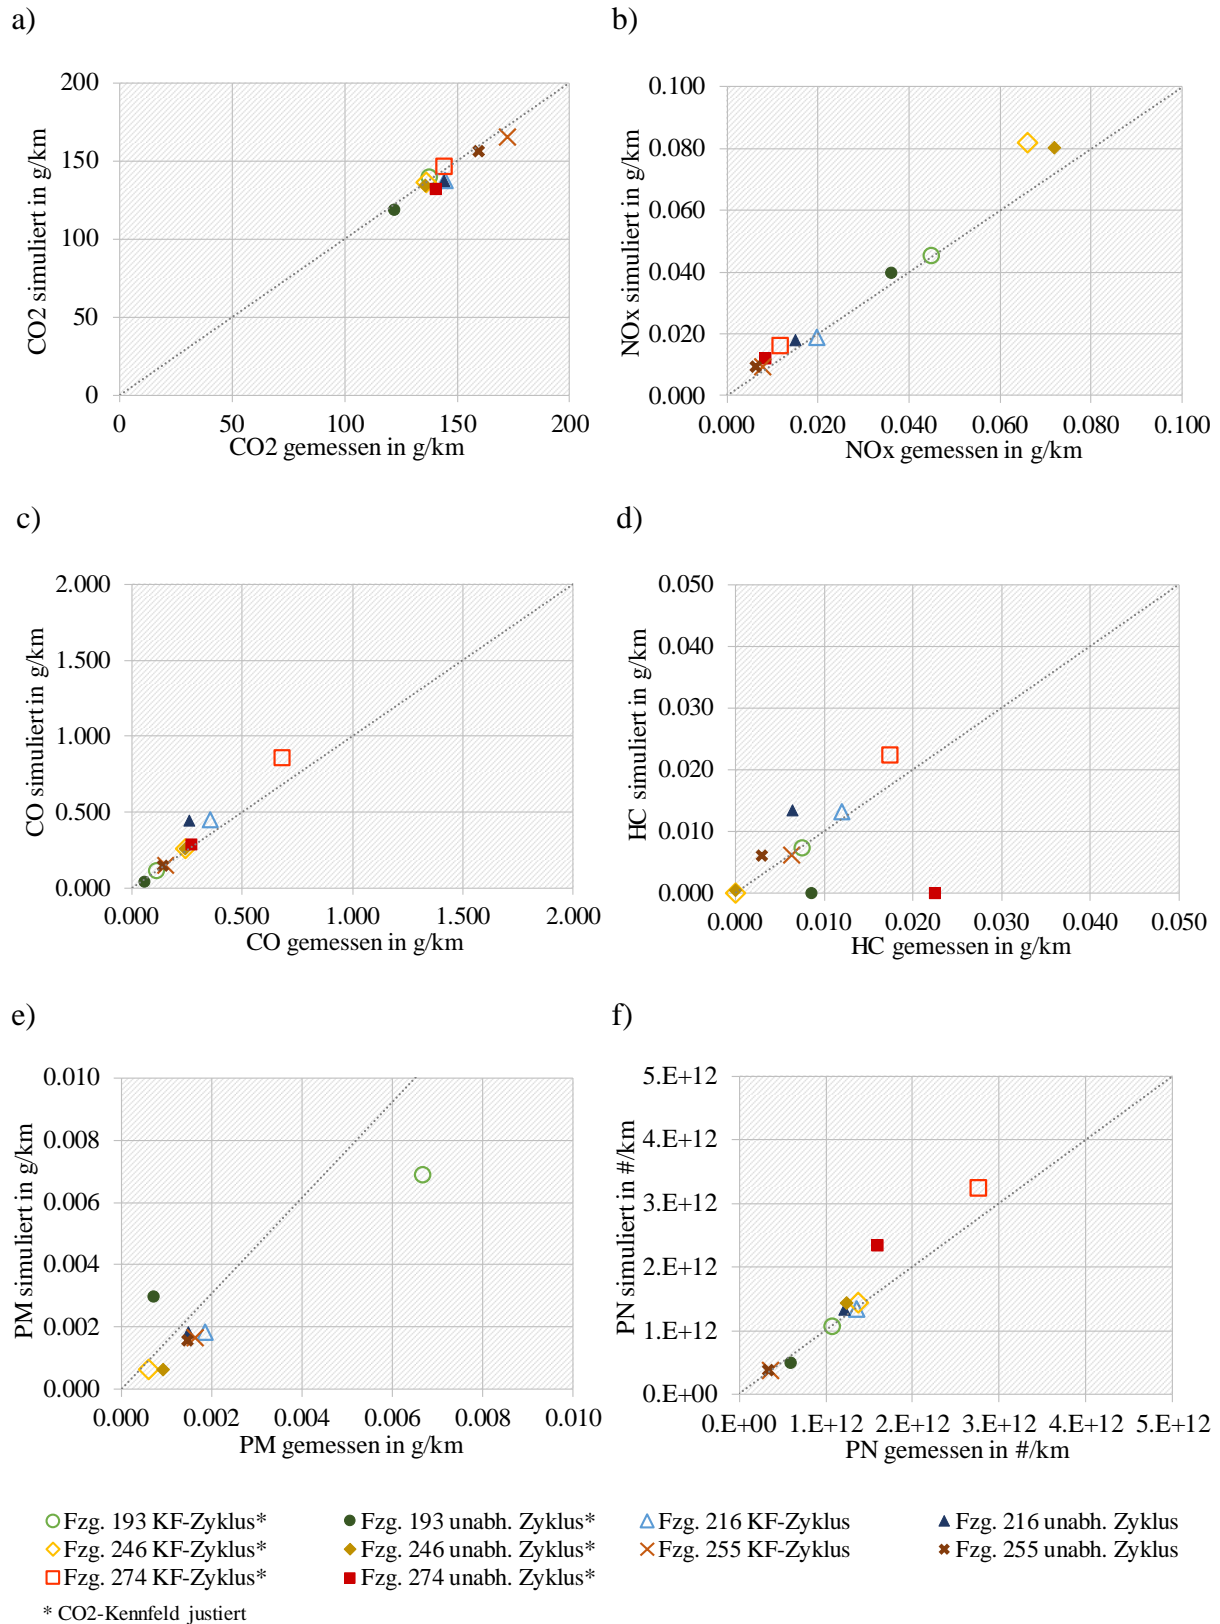 a)
200
150
100
50
0
CO2 simuliert in g/km
0 50 100 150 200
CO2 gemessen in g/km
b)
0.100
0.080
0.060
0.040
0.020
0.000
NOx simuliert in g/km
0.000 0.020 0.040 0.060 0.080 0.100
NOx gemessen in g/km
c)
2.000
1.500
1.000
0.500
0.000
CO simuliert in g/km
0.000 0.500 1.000 1.500 2.000
CO gemessen in g/km
d)
0.050
0.040
0.030
0.020
0.010
0.000
HC simuliert in g/km
0.000 0.010 0.020 0.030 0.040 0.050
HC gemessen in g/km
e)
0.010
0.008
0.006
0.004
0.002
0.000
PM simuliert in g/km
0.000 0.002 0.004 0.006 0.008 0.010
PM gemessen in g/km
f)
5.E+12
4.E+12
3.E+12
2.E+12
1.E+12
0.E+00
PN simuliert in #/km
0.E+00 1.E+12 2.E+12 3.E+12 4.E+12 5.E+12
PN gemessen in #/km
Fzg. 193 KF-Zyklus* Fzg. 193 unabh. Zyklus* Fzg. 216 KF-Zyklus Fzg. 216 unabh. Zyklus
Fzg. 246 KF-Zyklus* Fzg. 246 unabh. Zyklus* Fzg. 255 KF-Zyklus Fzg. 255 unabh. Zyklus
Fzg. 274 KF-Zyklus* Fzg. 274 unabh. Zyklus*
* CO2-Kennfeld justiert